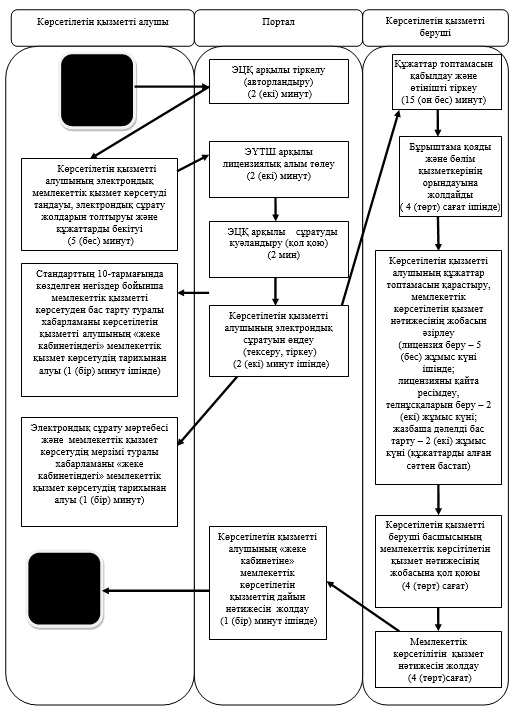 Көрсетілетін қызметті алушы
Портал
Көрсетілетін қызметті
беруші
ЭЦҚ арқылы тіркелу
(авторландыру)
(2 (екі) минут)
Көрсетілетін қызметті
алушының электрондық
мемлекеттік қызмет көрсетуді
таңдауы, электрондық сұрату
жолдарын толтыруы және
құжаттарды бекітуі
(5 (бес) минут)
ЭҮТШ арқылы
лицензиялық алым төлеу
(2 (екі) минут)
ЭЦҚ арқылы сұратуды
куәландыру (қол қою)
(2 мин)
Стандарттың 10-тармағында
көзделген негіздер бойынша
мемлекеттік қызметті
көрсетуден бас тарту туралы
хабарламаны көрсетілетін
қызметті алушының «жеке
кабинетіндегі» мемлекеттік
қызмет көрсетудің тарихынан
алуы (1 (бір) минут ішінде)
Көрсетілетін қызметті
алушының электрондық
сұратуын өңдеу
(тексеру, тіркеу)
(2 (екі) минут ішінде)
Электрондық сұрату мәртебесі
және мемлекеттік қызмет
көрсетудің мерзімі туралы
хабарламаны «жеке
кабинетіндегі» мемлекеттік
қызмет көрсетудің тарихынан
алуы (1 (бір) минут)
Құжаттар топтамасын
қабылдау және
өтінішті тіркеу
(15 (он бес) минут)
Бұрыштама қояды
және бөлім
қызметкерінің
орындауына
жолдайды
( 4 (төрт) сағат ішінде)
Көрсетілетін қызметті
алушының құжаттар
топтамасын қарастыру,
мемлекеттік
көрсетілетін қызмет
нәтижесінің жобасын
әзірлеу
(лицензия беру – 5
(бес) жұмыс күні
ішінде;
лицензияны қайта
ресімдеу,
телнұсқаларын беру – 2
(екі) жұмыс күні;
жазбаша дәлелді бас
тарту – 2 (екі) жұмыс
күні (құжаттарды алған
сәттен бастап)
Көрсетілетін қызметті
беруші басшысының
мемлекеттік көрсітілетін
қызмет нәтижесінің
жобасына қол қоюы
(4 (төрт) сағат)
Мемлекеттік
көрсетілітін қызмет
нәтижесін жолдау
(4 (төрт)сағат)
Көрсетілетін қызметті
алушының «жеке
кабинетіне»
мемлекеттік
көрсетілетін
қызметтің дайын
нәтижесін жолдау
(1 (бір) минут ішінде)